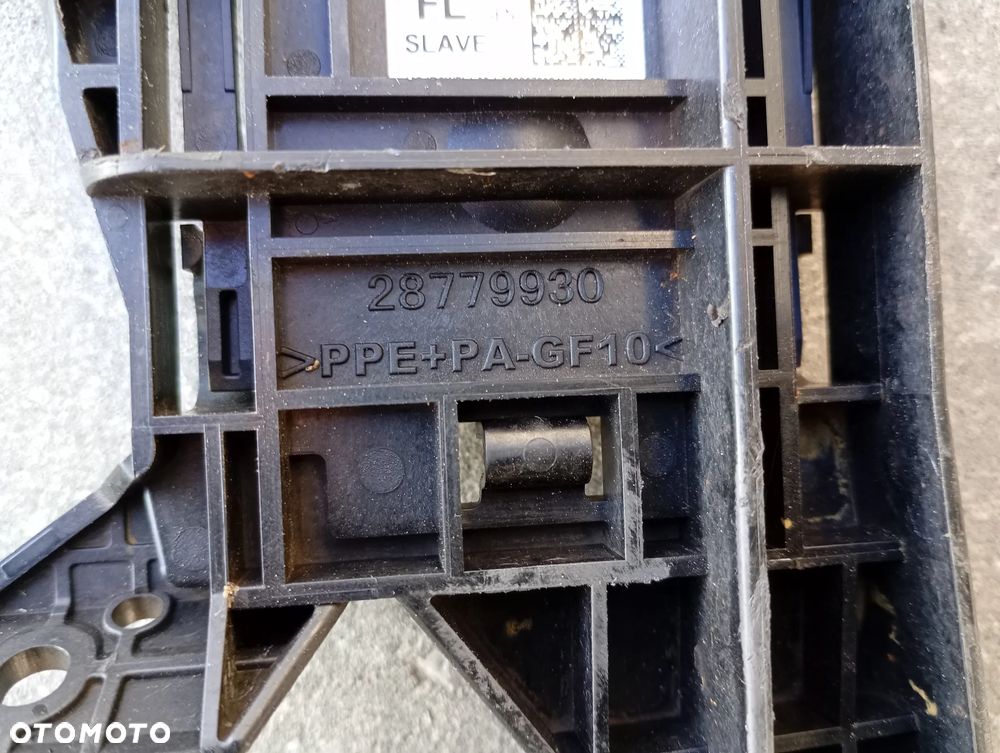 FL
SLAVE
28779930
>PPE+PA-GF10<
OTOMOTO